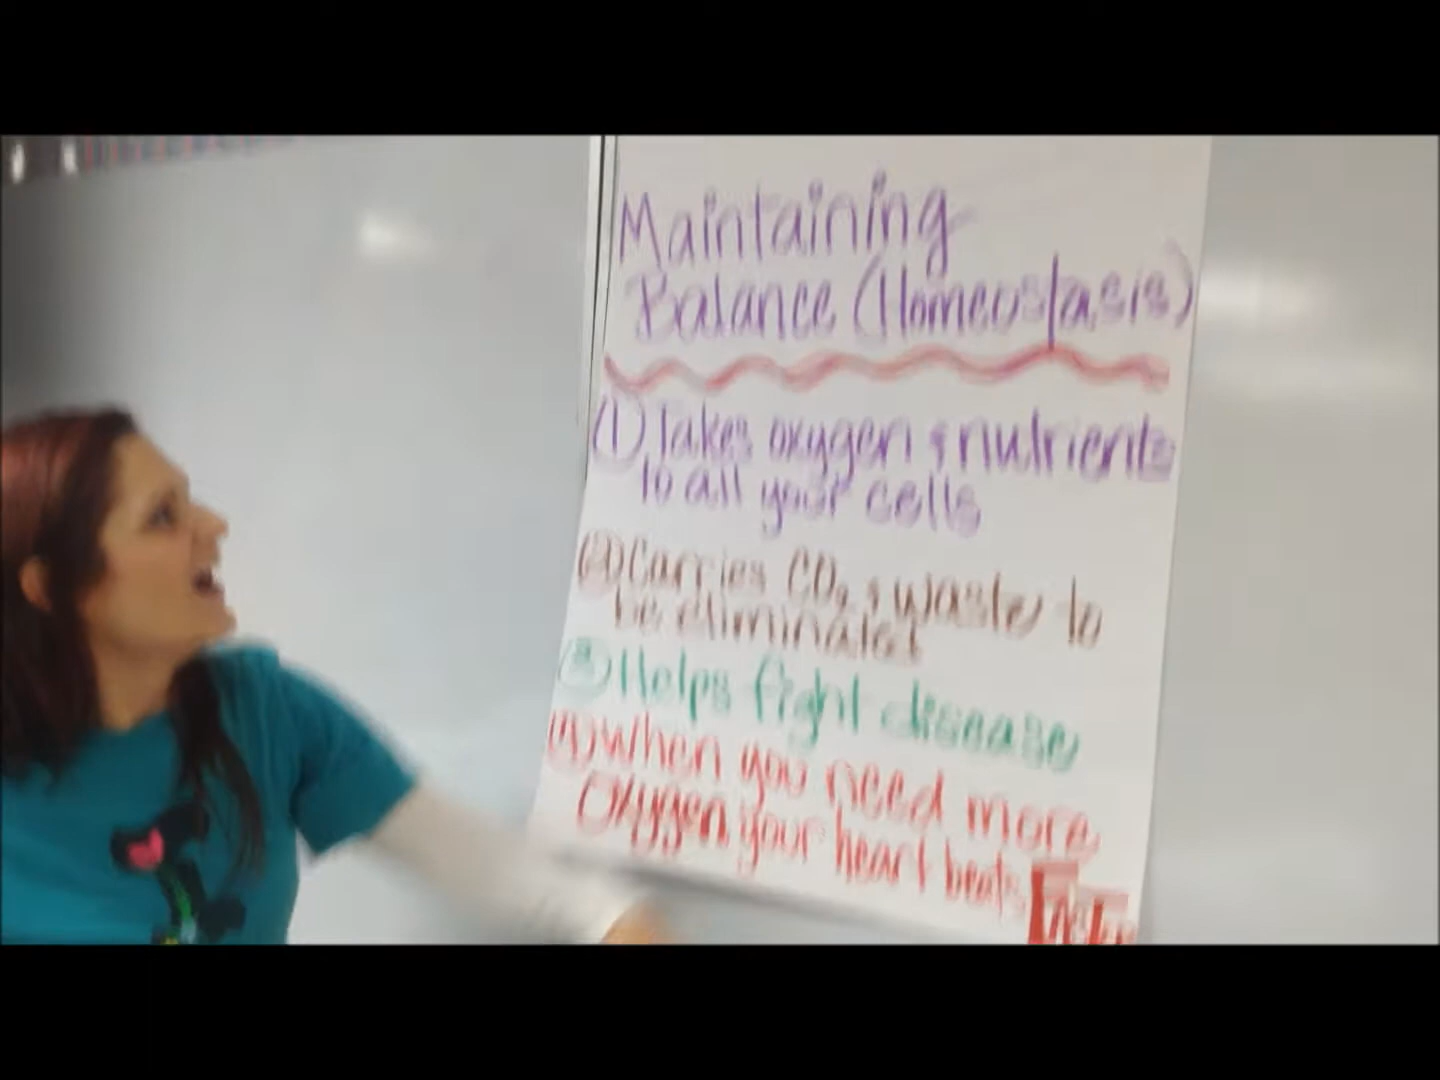 Maintaining
Balance (Homeostasis)
(1) Takes oxygen & nutrients
to all your cells
(2) Carries CO₂ & waste to
be eliminated
(3) Helps fight disease
(4) When you need more
Oxygen your heart beats
Faster